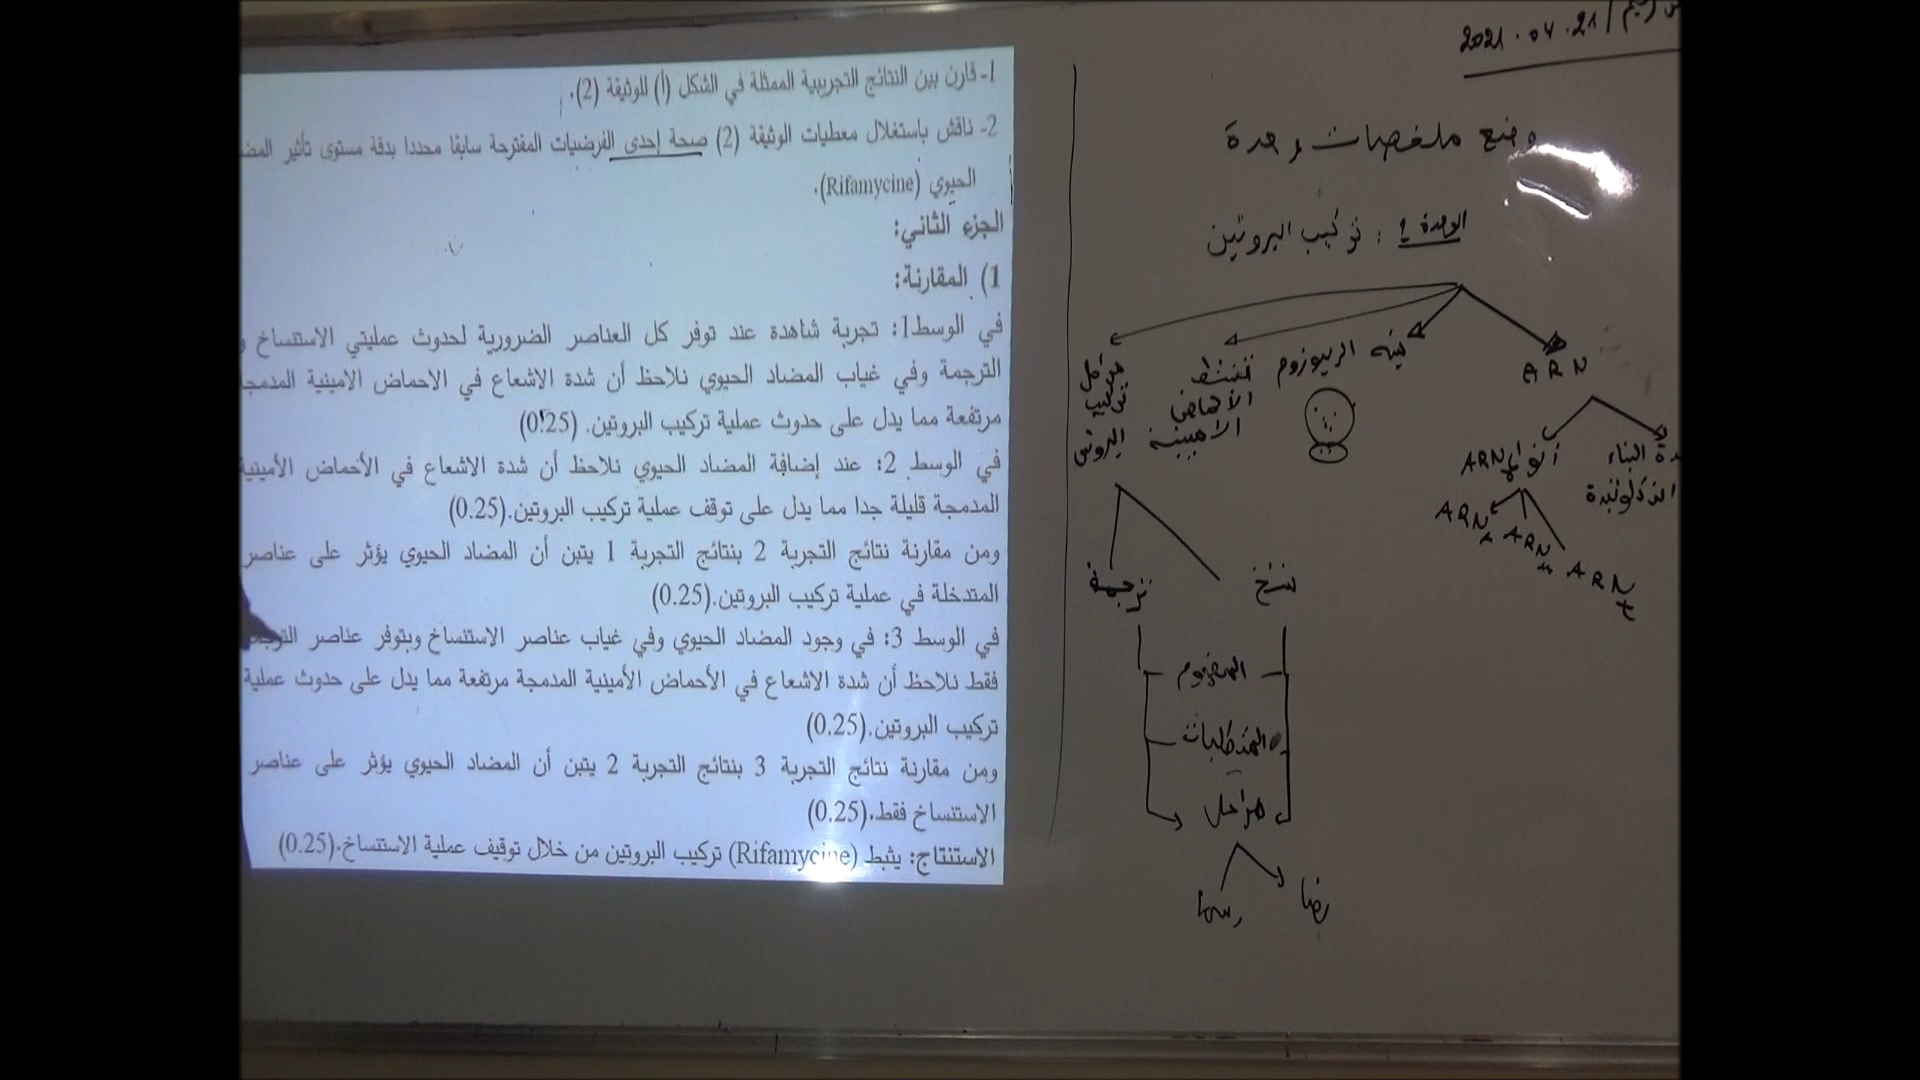 1- قارن بين النتائج التجريبية الممثلة في الشكل (أ) للوثيقة (2).
2- ناقش باستغلال معطيات الوثيقة (2) صحة إحدى الفرضيات المقترحة سابقا محددا بدقة مستوى تأثير المضـ
الحيوي (Rifamycine).
الجزء الثاني:
1) المقارنة:
في الوسط1: تجربة شاهدة عند توفر كل العناصر الضرورية لحدوث عمليتي الاستنساخ و
الترجمة وفي غياب المضاد الحيوي نلاحظ أن شدة الاشعاع في الاحماض الامينية المدمجـ
مرتفعة مما يدل على حدوث عملية تركيب البروتين. (0.25)
في الوسط 2: عند إضافة المضاد الحيوي نلاحظ أن شدة الاشعاع في الأحماض الأمينية
المدمجة قليلة جدا مما يدل على توقف عملية تركيب البروتين.(0.25)
ومن مقارنة نتائج التجربة 2 بنتائج التجربة 1 يتبن أن المضاد الحيوي يؤثر على عناصر
المتدخلة في عملية تركيب البروتين.(0.25)
في الوسط 3: في وجود المضاد الحيوي وفي غياب عناصر الاستنساخ وبتوفر عناصر الترجمـ
فقط نلاحظ أن شدة الاشعاع في الأحماض الأمينية المدمجة مرتفعة مما يدل على حدوث عملية
تركيب البروتين.(0.25)
ومن مقارنة نتائج التجربة 3 بنتائج التجربة 2 يتبن أن المضاد الحيوي يؤثر على عناصر
الاستنساخ فقط.(0.25)
الاستنتاج: يثبط (Rifamycine) تركيب البروتين من خلال توقيف عملية الاستنساخ.(0.25)
2021.04.21
وضع ملخصات وحدة
الوحدة 1: تركيب البروتين
ARN
بنية الريبوزوم
تنشيط
الأحماض
الأمينية
تركيب
البروتين
أنواع ARN
البناء
ARN
ARNm
ARNt
نسخ
ترجمة
المفهوم
المتطلبات
مراحل
نصا
رسما